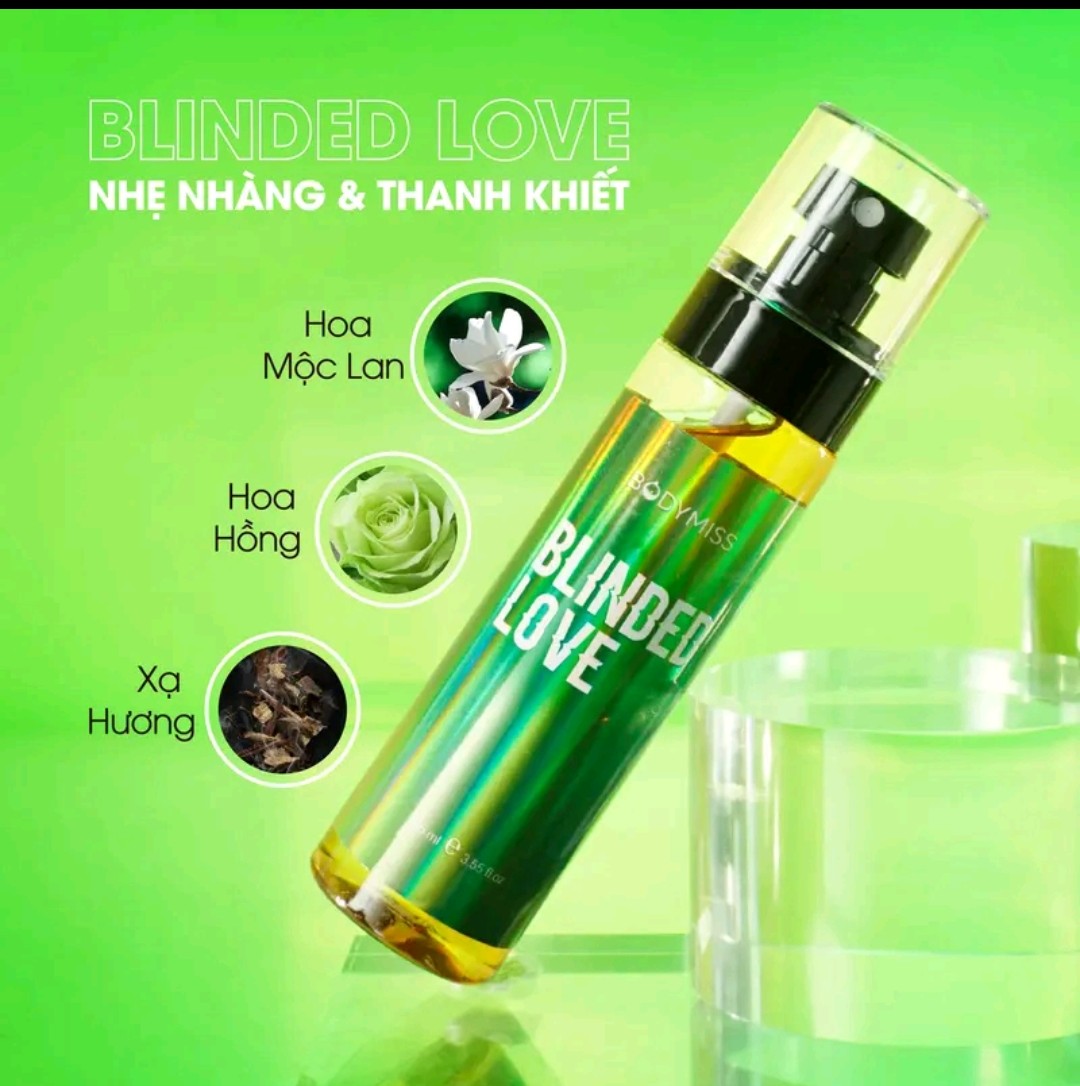 BLINDED LOVE
NHẸ NHÀNG & THANH KHIẾT
Hoa
Mộc Lan
Hoa
Hồng
Xạ
Hương
BODYMISS
BLINDED
LOVE
ml e 3.55 fl.oz